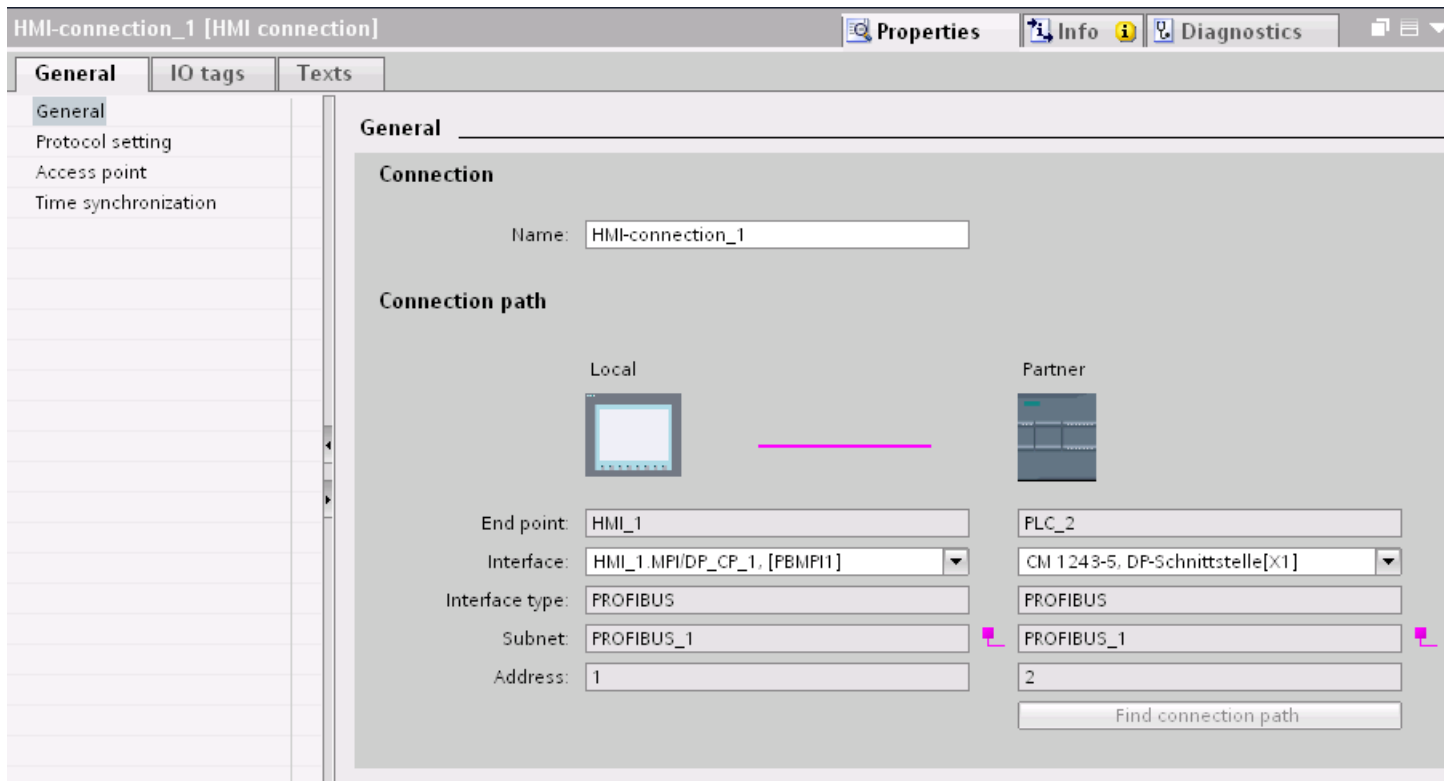 HMI-connection_1 [HMI connection]
Properties Info Diagnostics
General IO tags Texts
General
Protocol setting
Access point
Time synchronization
General
Connection
Name: HMI-connection_1
Connection path
Local Partner
End point: HMI_1 PLC_2
Interface: HMI_1.MPI/DP_CP_1, [PBMPI1] CM 1243-5, DP-Schnittstelle[X1]
Interface type: PROFIBUS PROFIBUS
Subnet: PROFIBUS_1 PROFIBUS_1
Address: 1 2
Find connection path